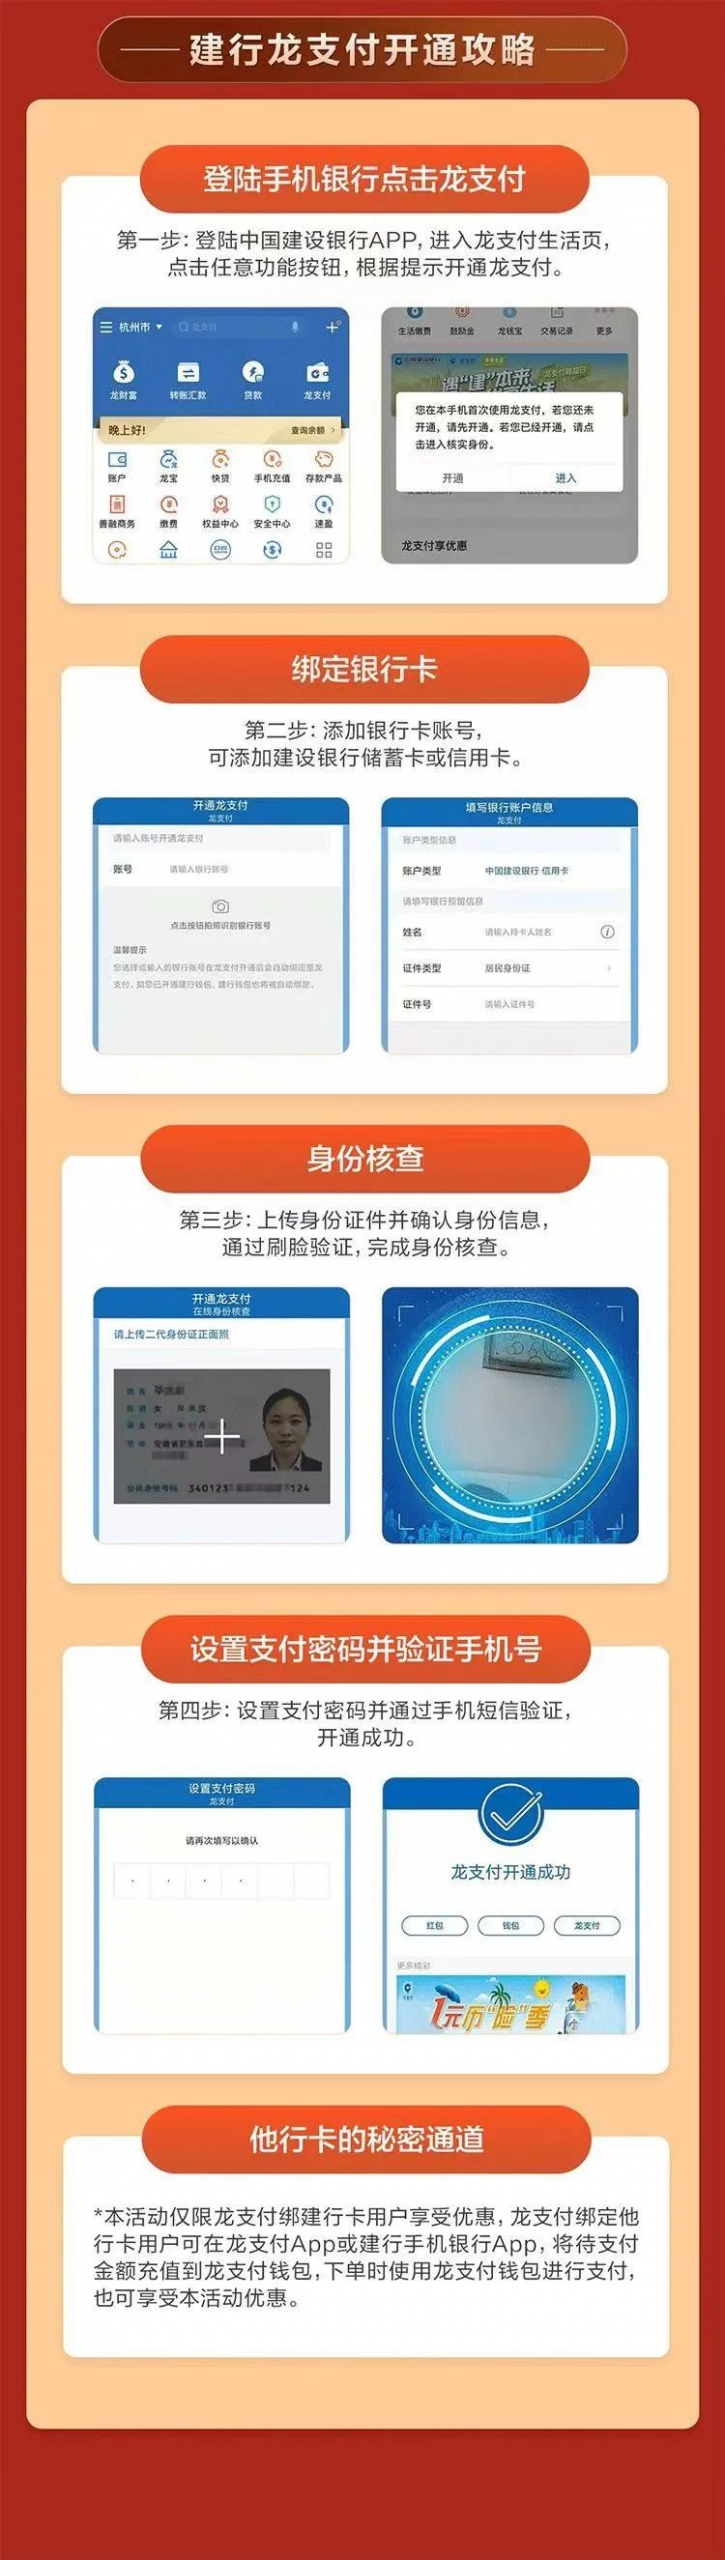 建行龙支付开通攻略
登陆手机银行点击龙支付
第一步: 登陆中国建设银行APP, 进入龙支付生活页,
点击任意功能按钮, 根据提示开通龙支付。
杭州市 龙支付
龙财富 转账汇款 贷款 龙支付
晚上好! 查询余额 >
账户 龙宝 快贷 手机充值 存款产品
善融商务 缴费 权益中心 安全中心 速盈
生活缴费 鼓励金 龙钱宝 交易记录 更多
遇“建”本来
您在本手机首次使用龙支付, 若您还未
开通, 请先开通。若您已经开通, 请点
击进入核实身份。
开通 进入
龙支付享优惠
绑定银行卡
第二步: 添加银行卡账号,
可添加建设银行储蓄卡或信用卡。
开通龙支付
龙支付
请输入账号开通龙支付
账号 请输入银行账号
点击按钮拍照识别银行账号
温馨提示
您选择或输入的银行账号在龙支付开通后会自动绑定至龙
支付, 如您已开通建行钱包, 建行钱包也将被自动绑定。
填写银行账户信息
龙支付
账户类型信息
账户类型 中国建设银行 信用卡
请填写银行预留信息
姓名 请输入持卡人姓名
证件类型 居民身份证 >
证件号 请输入证件号
身份核查
第三步: 上传身份证件并确认身份信息,
通过刷脸验证, 完成身份核查。
开通龙支付
在线身份核查
请上传二代身份证正面照
女 汉
公民身份号码 340123 124
设置支付密码并验证手机号
第四步: 设置支付密码并通过手机短信验证,
开通成功。
设置支付密码
龙支付
请再次填写以确认
龙支付开通成功
红包 钱包 龙支付
更多精彩
1元历“险”季
他行卡的秘密通道
*本活动仅限龙支付绑建行卡用户享受优惠, 龙支付绑定他
行卡用户可在龙支付App或建行手机银行App, 将待支付
金额充值到龙支付钱包, 下单时使用龙支付钱包进行支付,
也可享受本活动优惠。